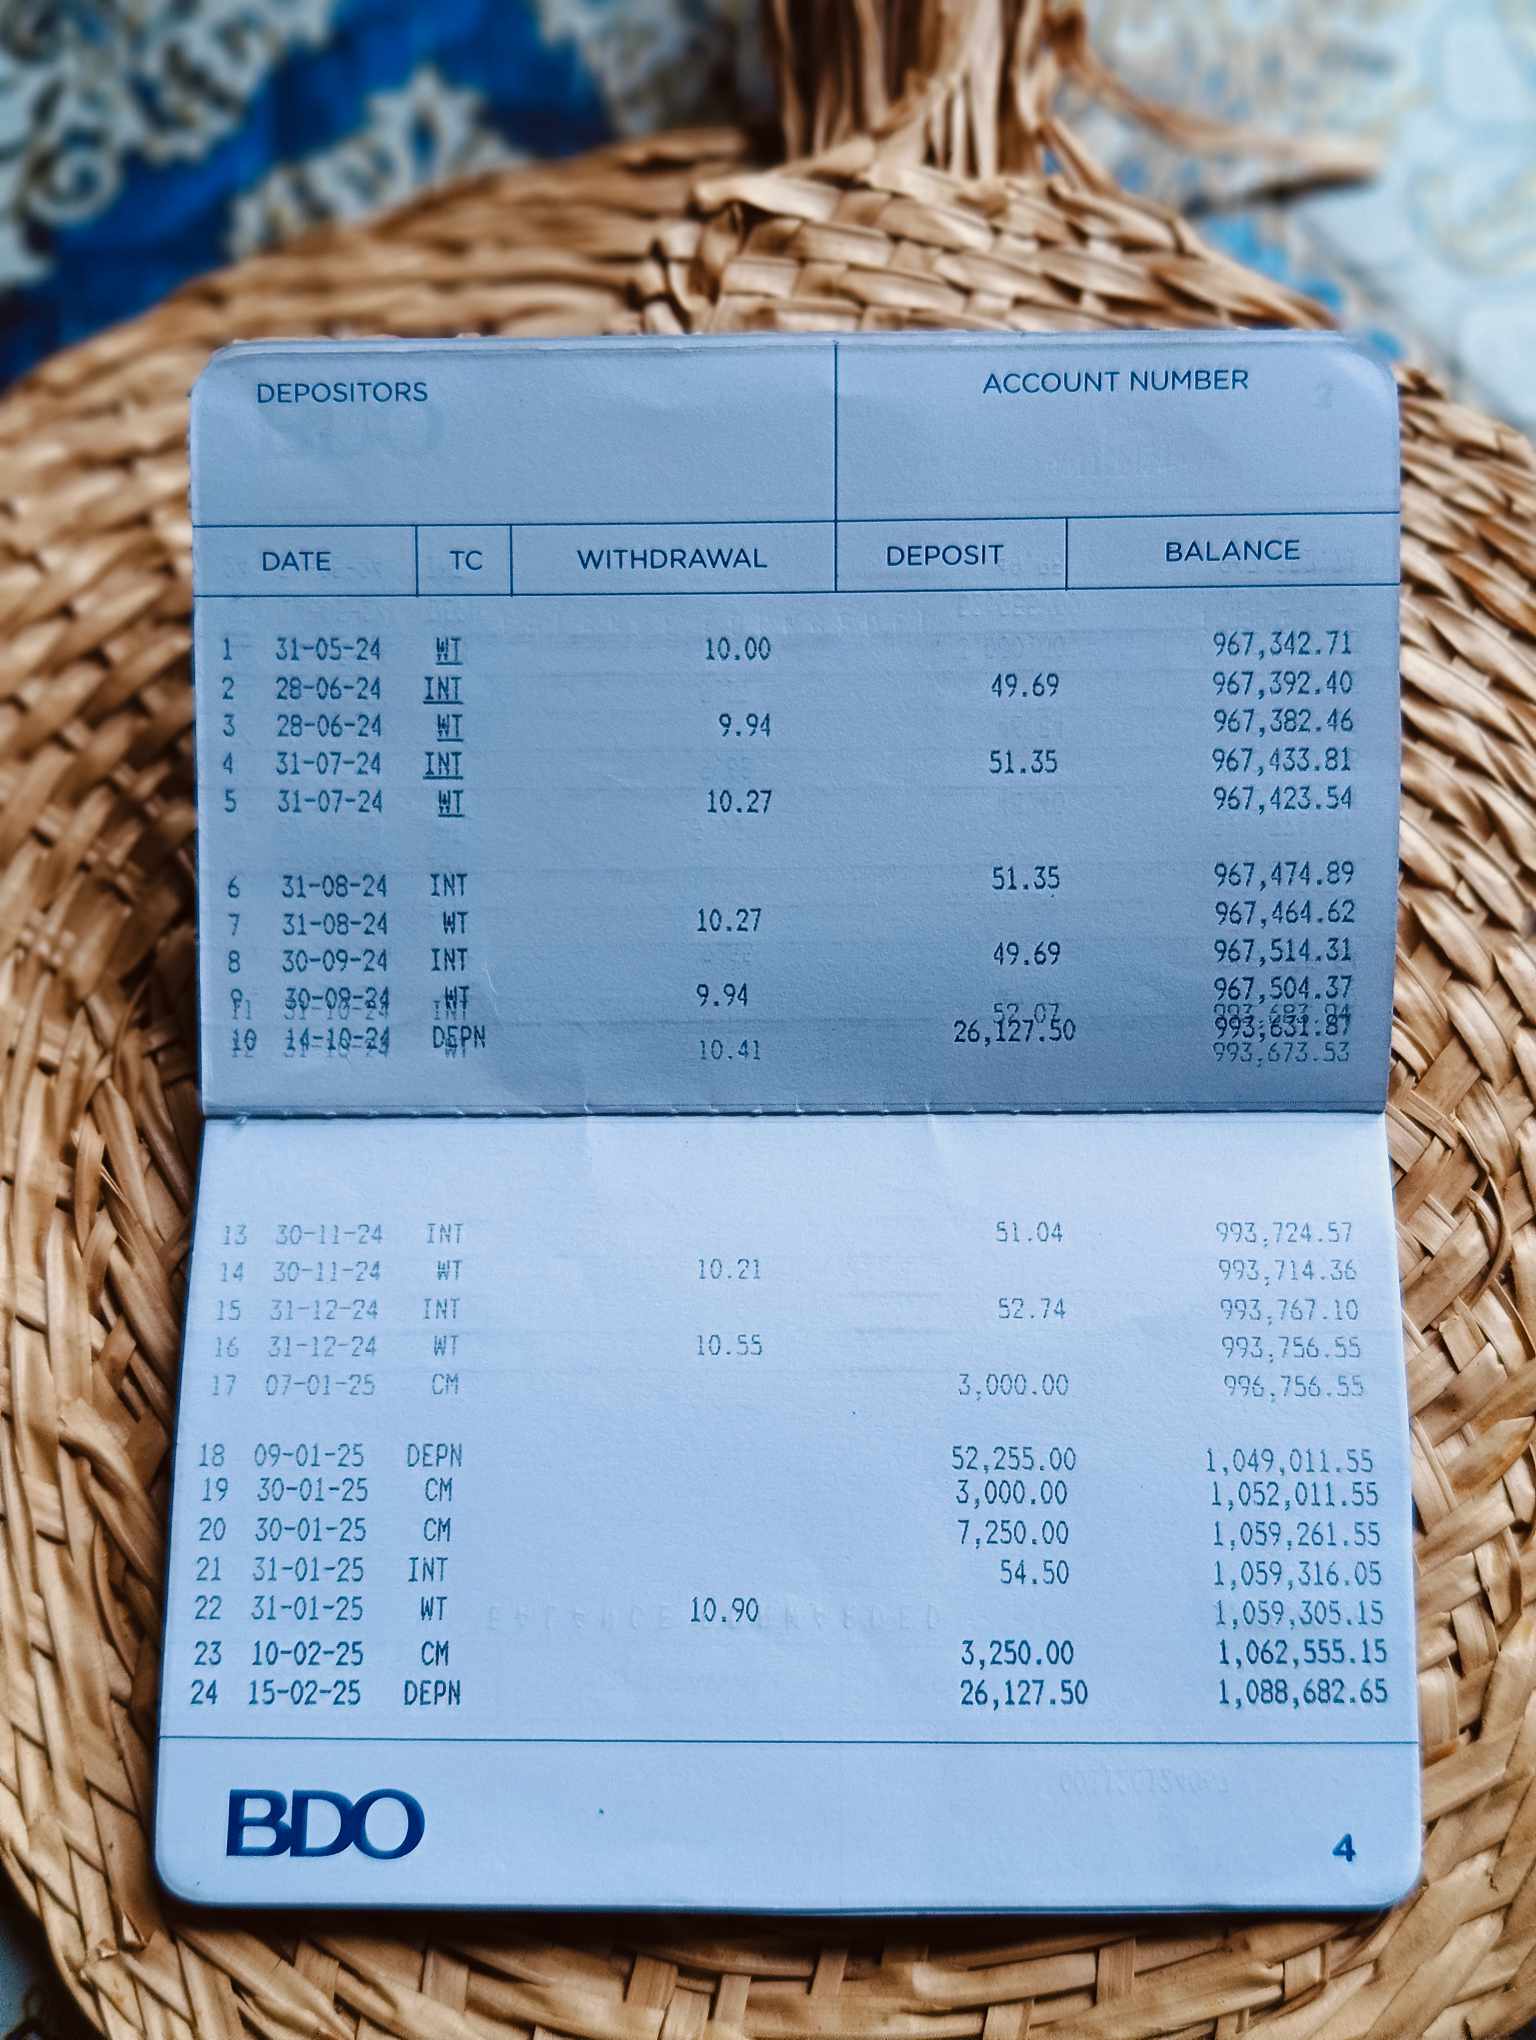 DEPOSITORS ACCOUNT NUMBER
DATE TC WITHDRAWAL DEPOSIT BALANCE
1 31-05-24 WT 10.00 967,342.71
2 28-06-24 INT 49.69 967,392.40
3 28-06-24 WT 9.94 967,382.46
4 31-07-24 INT 51.35 967,433.81
5 31-07-24 WT 10.27 967,423.54
6 31-08-24 INT 51.35 967,474.89
7 31-08-24 WT 10.27 967,464.62
8 30-09-24 INT 49.69 967,514.31
9 30-09-24 WT 9.94 967,504.37
11 31-10-24 INT 52.07 993,683.94
10 14-10-24 DEPN 26,127.50 993,631.87
12 31-10-24 WT 10.41 993,673.53
13 30-11-24 INT 51.04 993,724.57
14 30-11-24 WT 10.21 993,714.36
15 31-12-24 INT 52.74 993,767.10
16 31-12-24 WT 10.55 993,756.55
17 07-01-25 CM 3,000.00 996,756.55
18 09-01-25 DEPN 52,255.00 1,049,011.55
19 30-01-25 CM 3,000.00 1,052,011.55
20 30-01-25 CM 7,250.00 1,059,261.55
21 31-01-25 INT 54.50 1,059,316.05
22 31-01-25 WT 10.90 1,059,305.15
23 10-02-25 CM 3,250.00 1,062,555.15
24 15-02-25 DEPN 26,127.50 1,088,682.65
BDO 4